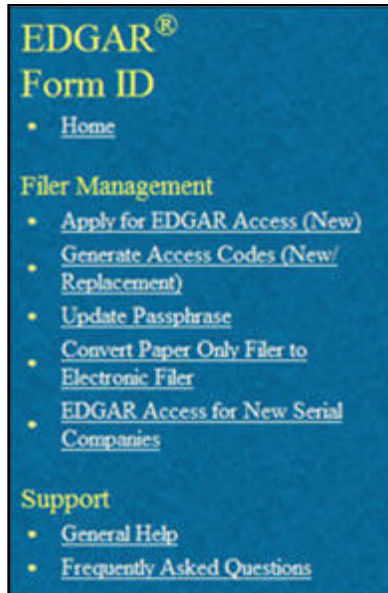 EDGAR®
Form ID
• Home
Filer Management
• Apply for EDGAR Access (New)
• Generate Access Codes (New/
Replacement)
• Update Passphrase
• Convert Paper Only Filer to
Electronic Filer
• EDGAR Access for New Serial
Companies
Support
• General Help
• Frequently Asked Questions